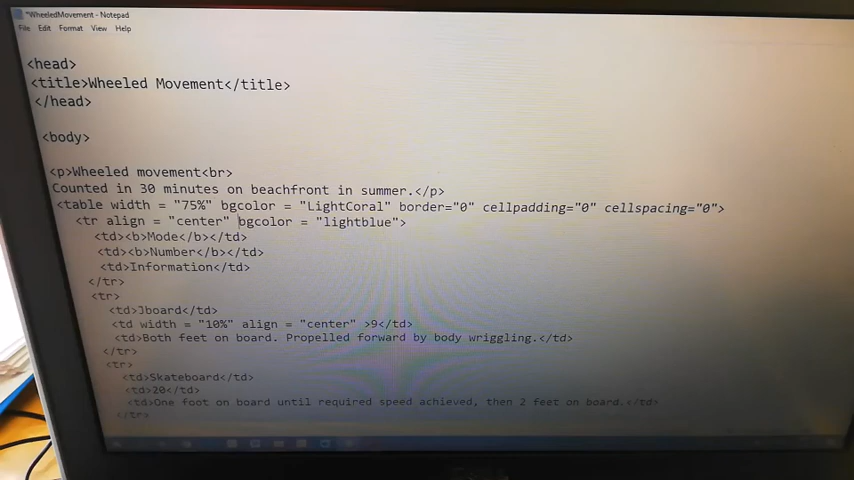 *WheeledMovement - Notepad
File Edit Format View Help
<head>
<title>Wheeled Movement</title>
</head>
<body>
<p>Wheeled movement<br>
Counted in 30 minutes on beachfront in summer.</p>
<table width = "75%" bgcolor = "LightCoral" border="0" cellpadding="0" cellspacing="0">
<tr align = "center" bgcolor = "lightblue">
<td><b>Mode</b></td>
<td><b>Number</b></td>
<td>Information</td>
</tr>
<tr>
<td>Jboard</td>
<td width = "10%" align = "center" >9</td>
<td>Both feet on board. Propelled forward by body wriggling.</td>
</tr>
<tr>
<td>Skateboard</td>
<td>20</td>
<td>One foot on board until required speed achieved, then 2 feet on board.</td>
</tr>